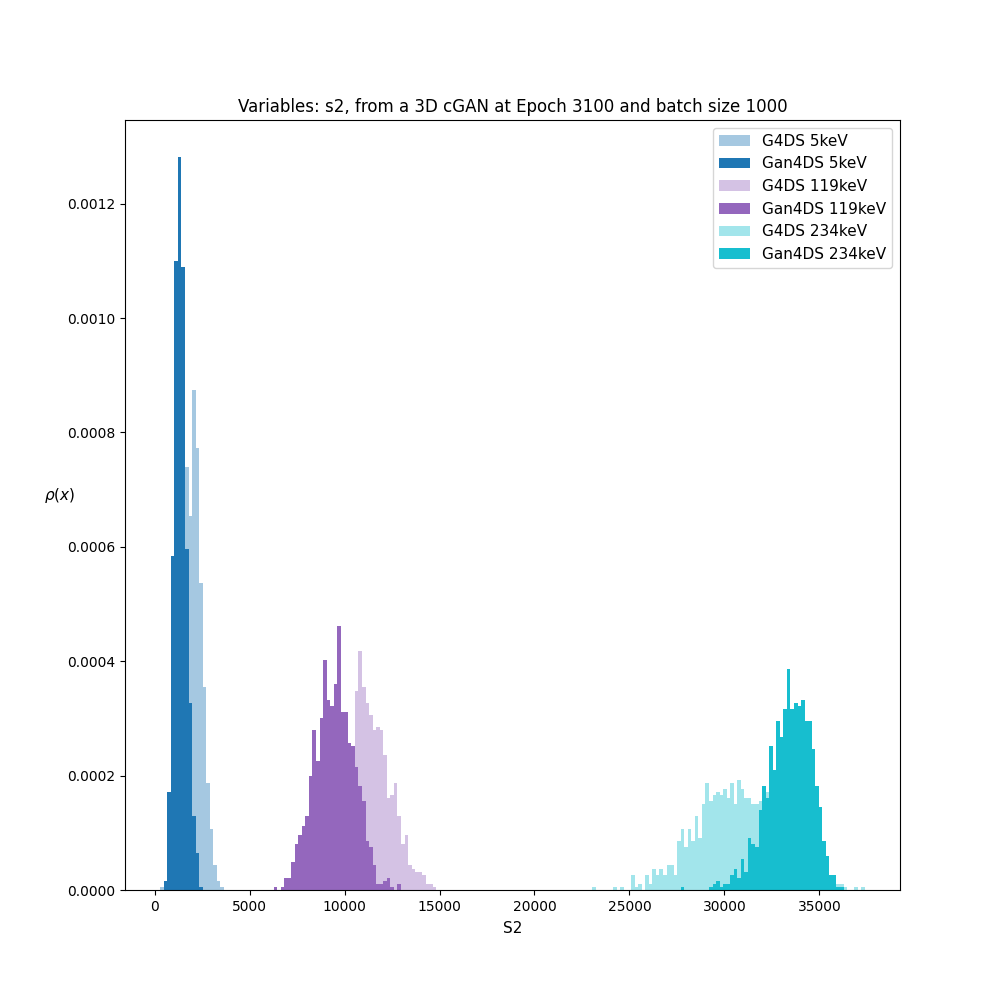 Variables: s2, from a 3D cGAN at Epoch 3100 and batch size 1000
G4DS 5keV
Gan4DS 5keV
G4DS 119keV
Gan4DS 119keV
G4DS 234keV
Gan4DS 234keV
0.0012
0.0010
0.0008
ρ(x)
0.0006
0.0004
0.0002
0.0000
0 5000 10000 15000 20000 25000 30000 35000
S2